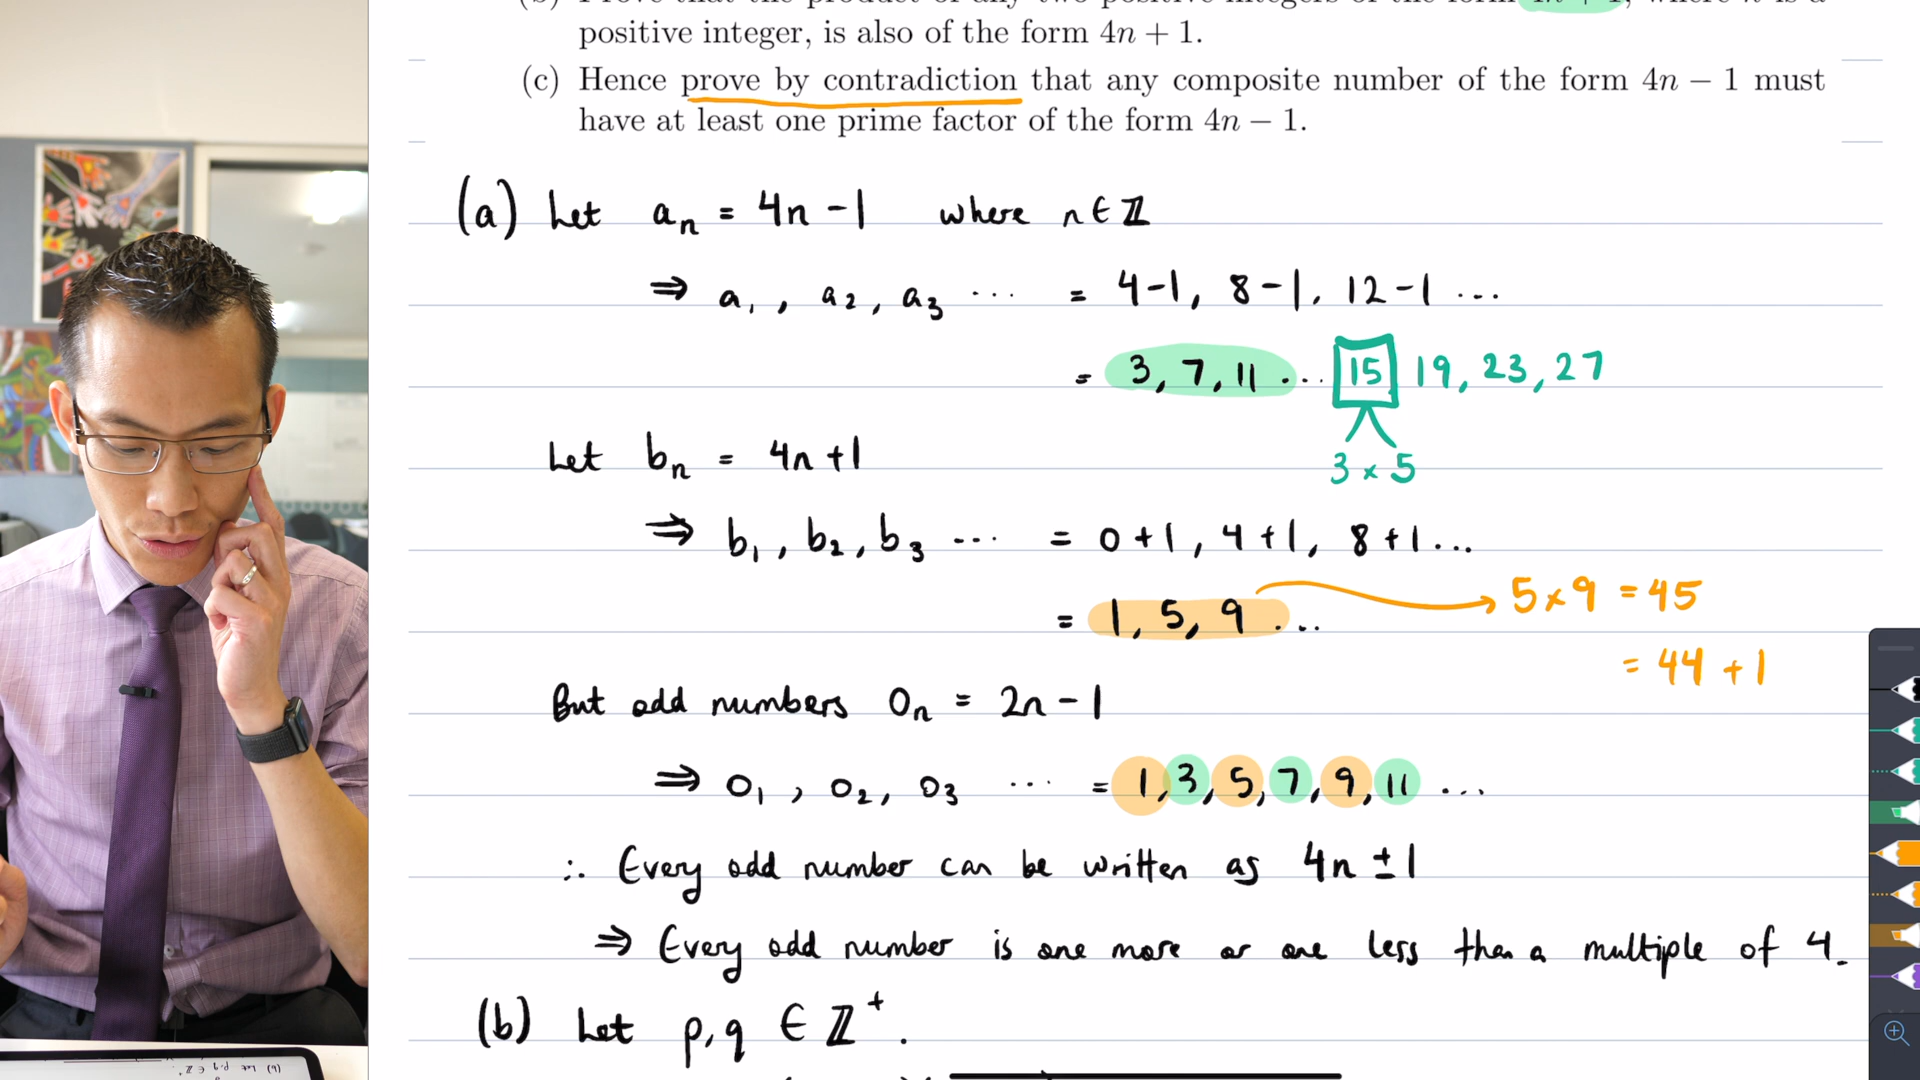 positive integer, is also of the form 4n + 1.
(c) Hence prove by contradiction that any composite number of the form 4n − 1 must
have at least one prime factor of the form 4n − 1.
(a) Let aₙ = 4n − 1 where n ∈ ℤ
⇒ a₁, a₂, a₃ ... = 4−1, 8−1, 12−1 ...
= 3, 7, 11 ... 15 19, 23, 27
Let bₙ = 4n+1
3 × 5
⇒ b₁, b₂, b₃ ... = 0+1, 4+1, 8+1...
= 1, 5, 9 ... 5×9 = 45
= 44 + 1
But odd numbers Oₙ = 2n − 1
⇒ O₁, O₂, O₃ ... = 1, 3, 5, 7, 9, 11 ...
∴ Every odd number can be written as 4n ± 1
⇒ Every odd number is one more or one less than a multiple of 4.
(b) Let p, q ∈ ℤ⁺.